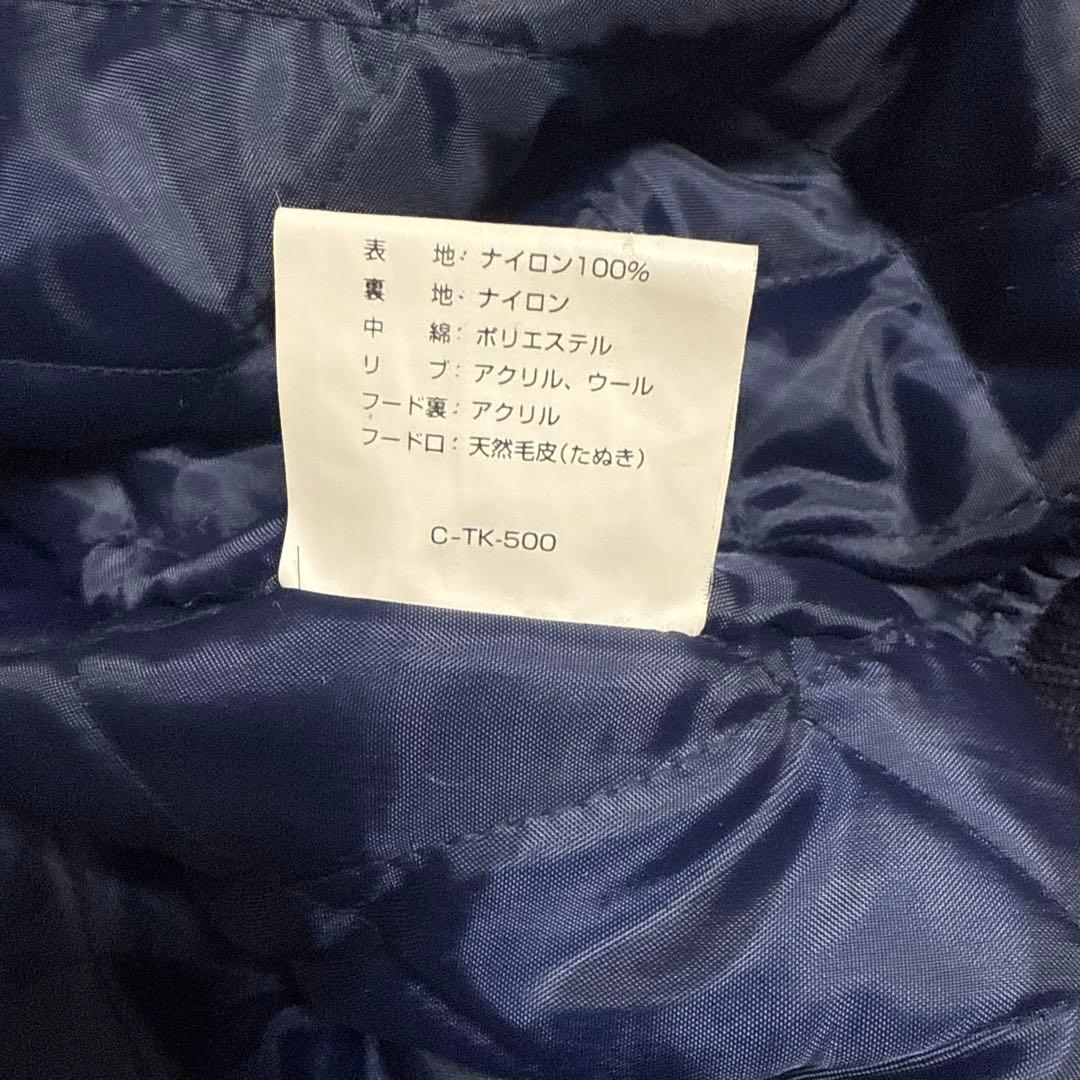 表 地：ナイロン100%
裏 地：ナイロン
中 綿：ポリエステル
リ ブ：アクリル、ウール
フード裏：アクリル
フード口：天然毛皮(たぬき)
C-TK-500